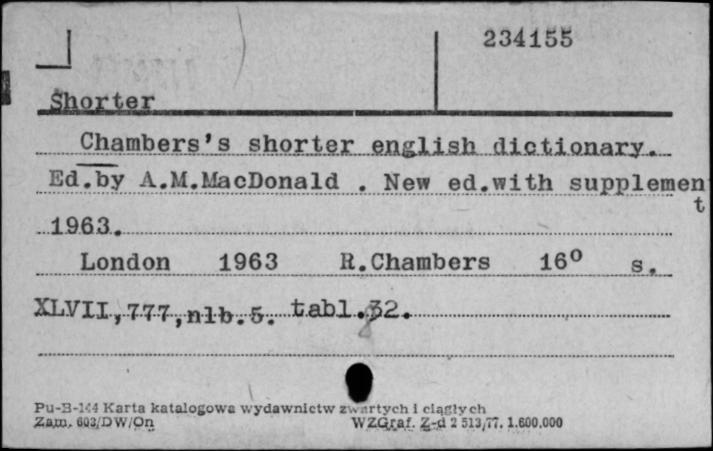 234155
Shorter
Chambers's shorter english dictionary.
Ed.by A.M.MacDonald . New ed.with supplement
1963.
London 1963 R.Chambers 16° s.
XLVII,777,nlb.5. tabl.32.
Pu-B-144 Karta katalogowa wydawnictw zwartych i ciągłych
Zam. 603/DW/On WZGraf. Z-d 2 513/77. 1.600.000